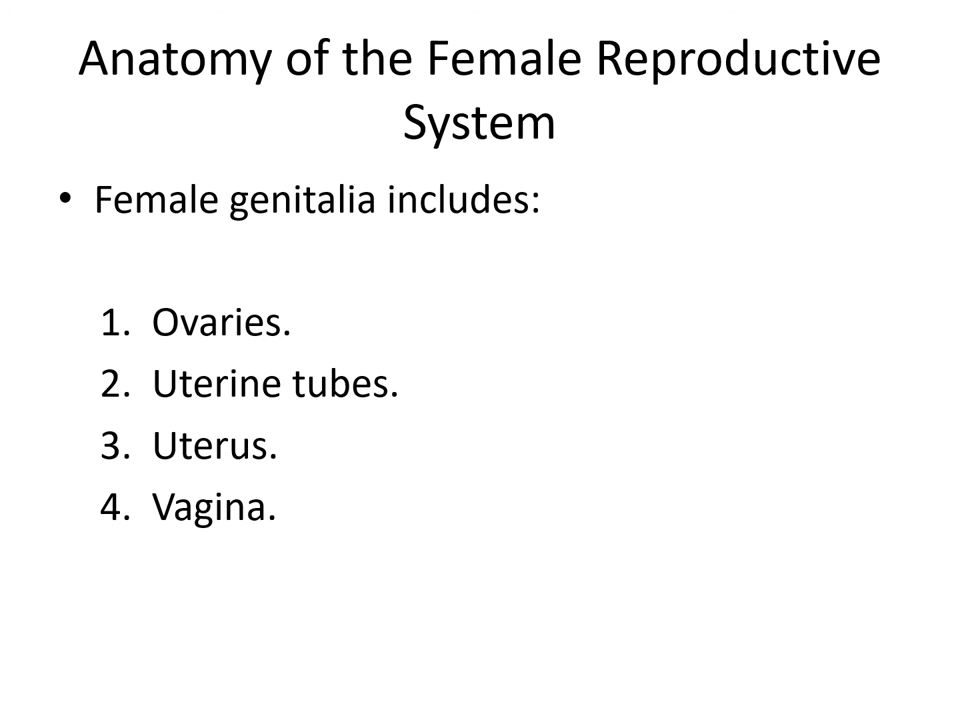 Anatomy of the Female Reproductive
System
• Female genitalia includes:
1. Ovaries.
2. Uterine tubes.
3. Uterus.
4. Vagina.